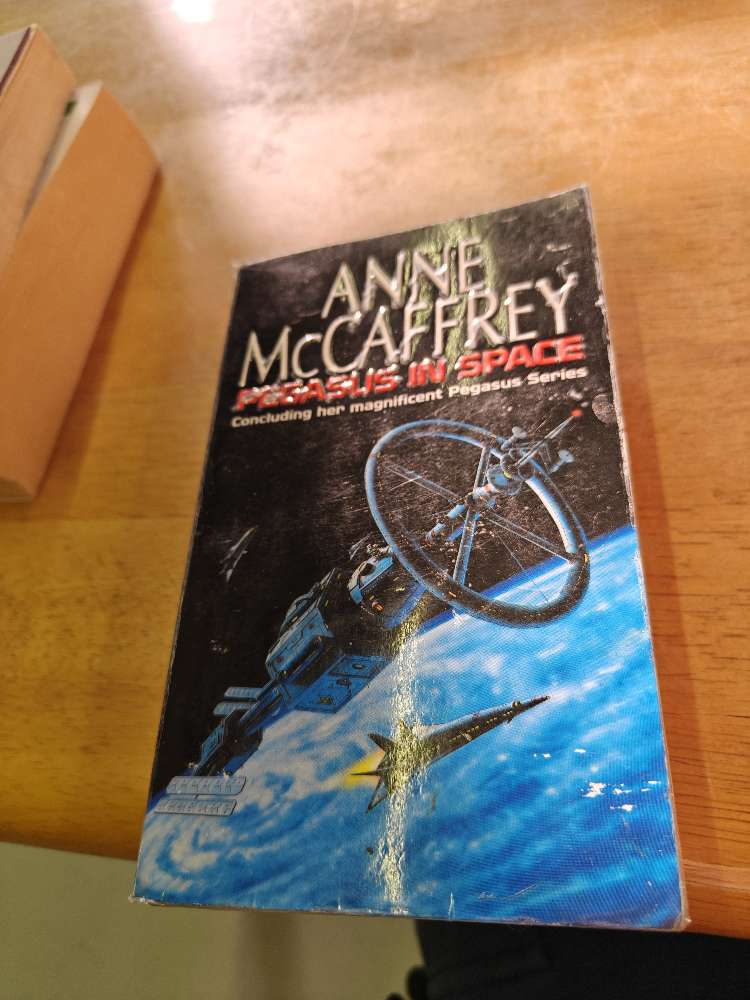 ANNE
McCAFFREY
PEGASUS IN SPACE
Concluding her magnificent Pegasus Series